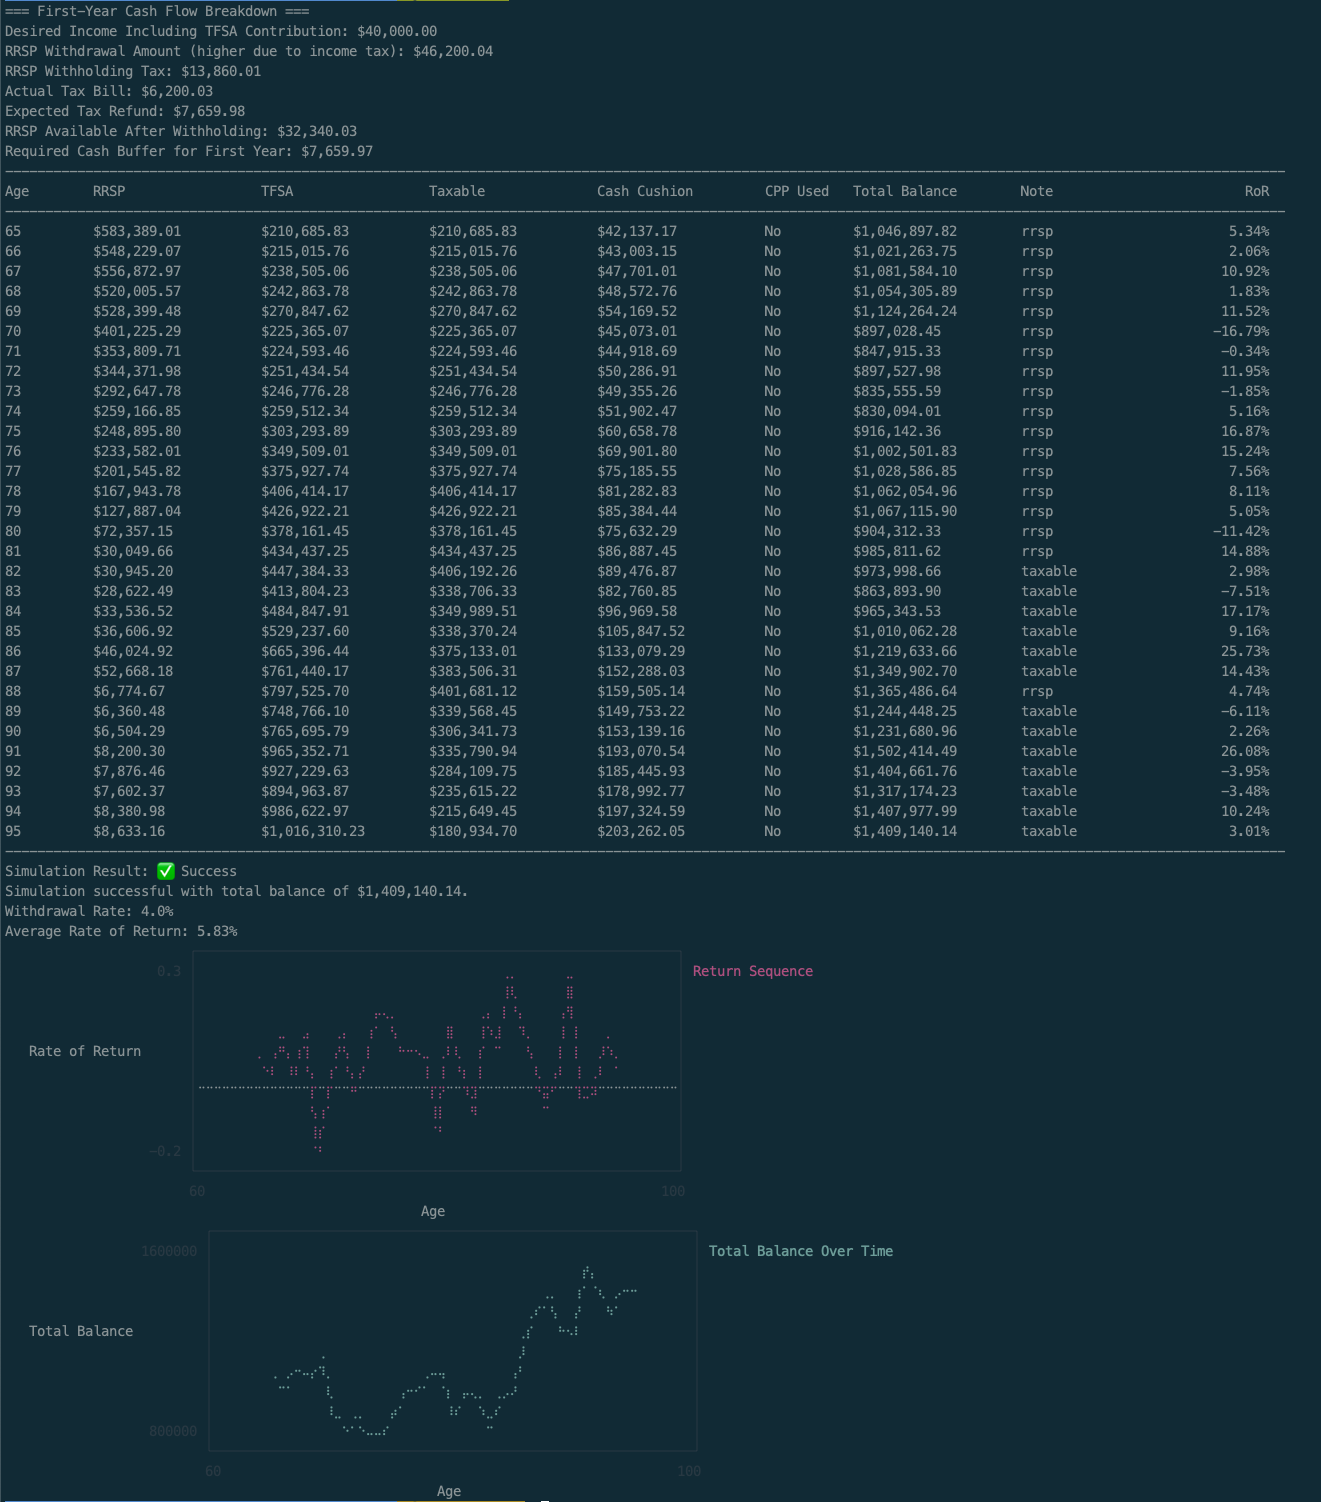 === First-Year Cash Flow Breakdown ===
Desired Income Including TFSA Contribution: $40,000.00
RRSP Withdrawal Amount (higher due to income tax): $46,200.04
RRSP Withholding Tax: $13,860.01
Actual Tax Bill: $6,200.03
Expected Tax Refund: $7,659.98
RRSP Available After Withholding: $32,340.03
Required Cash Buffer for First Year: $7,659.97
Age RRSP TFSA Taxable Cash Cushion CPP Used Total Balance Note RoR
65 $583,389.01 $210,685.83 $210,685.83 $42,137.17 No $1,046,897.82 rrsp 5.34%
66 $548,229.07 $215,015.76 $215,015.76 $43,003.15 No $1,021,263.75 rrsp 2.06%
67 $556,872.97 $238,505.06 $238,505.06 $47,701.01 No $1,081,584.10 rrsp 10.92%
68 $520,005.57 $242,863.78 $242,863.78 $48,572.76 No $1,054,305.89 rrsp 1.83%
69 $528,399.48 $270,847.62 $270,847.62 $54,169.52 No $1,124,264.24 rrsp 11.52%
70 $401,225.29 $225,365.07 $225,365.07 $45,073.01 No $897,028.45 rrsp -16.79%
71 $353,809.71 $224,593.46 $224,593.46 $44,918.69 No $847,915.33 rrsp -0.34%
72 $344,371.98 $251,434.54 $251,434.54 $50,286.91 No $897,527.98 rrsp 11.95%
73 $292,647.78 $246,776.28 $246,776.28 $49,355.26 No $835,555.59 rrsp -1.85%
74 $259,166.85 $259,512.34 $259,512.34 $51,902.47 No $830,094.01 rrsp 5.16%
75 $248,895.80 $303,293.89 $303,293.89 $60,658.78 No $916,142.36 rrsp 16.87%
76 $233,582.01 $349,509.01 $349,509.01 $69,901.80 No $1,002,501.83 rrsp 15.24%
77 $201,545.82 $375,927.74 $375,927.74 $75,185.55 No $1,028,586.85 rrsp 7.56%
78 $167,943.78 $406,414.17 $406,414.17 $81,282.83 No $1,062,054.96 rrsp 8.11%
79 $127,887.04 $426,922.21 $426,922.21 $85,384.44 No $1,067,115.90 rrsp 5.05%
80 $72,357.15 $378,161.45 $378,161.45 $75,632.29 No $904,312.33 rrsp -11.42%
81 $30,049.66 $434,437.25 $434,437.25 $86,887.45 No $985,811.62 rrsp 14.88%
82 $30,945.20 $447,384.33 $406,192.26 $89,476.87 No $973,998.66 taxable 2.98%
83 $28,622.49 $413,804.23 $338,706.33 $82,760.85 No $863,893.90 taxable -7.51%
84 $33,536.52 $484,847.91 $349,989.51 $96,969.58 No $965,343.53 taxable 17.17%
85 $36,606.92 $529,237.60 $338,370.24 $105,847.52 No $1,010,062.28 taxable 9.16%
86 $46,024.92 $665,396.44 $375,133.01 $133,079.29 No $1,219,633.66 taxable 25.73%
87 $52,668.18 $761,440.17 $383,506.31 $152,288.03 No $1,349,902.70 taxable 14.43%
88 $6,774.67 $797,525.70 $401,681.12 $159,505.14 No $1,365,486.64 rrsp 4.74%
89 $6,360.48 $748,766.10 $339,568.45 $149,753.22 No $1,244,448.25 taxable -6.11%
90 $6,504.29 $765,695.79 $306,341.73 $153,139.16 No $1,231,680.96 taxable 2.26%
91 $8,200.30 $965,352.71 $335,790.94 $193,070.54 No $1,502,414.49 taxable 26.08%
92 $7,876.46 $927,229.63 $284,109.75 $185,445.93 No $1,404,661.76 taxable -3.95%
93 $7,602.37 $894,963.87 $235,615.22 $178,992.77 No $1,317,174.23 taxable -3.48%
94 $8,380.98 $986,622.97 $215,649.45 $197,324.59 No $1,407,977.99 taxable 10.24%
95 $8,633.16 $1,016,310.23 $180,934.70 $203,262.05 No $1,409,140.14 taxable 3.01%
Simulation Result: ✅ Success
Simulation successful with total balance of $1,409,140.14.
Withdrawal Rate: 4.0%
Average Rate of Return: 5.83%
0.3 Return Sequence
Rate of Return
-0.2
60 100
Age
1600000 Total Balance Over Time
Total Balance
800000
60 100
Age